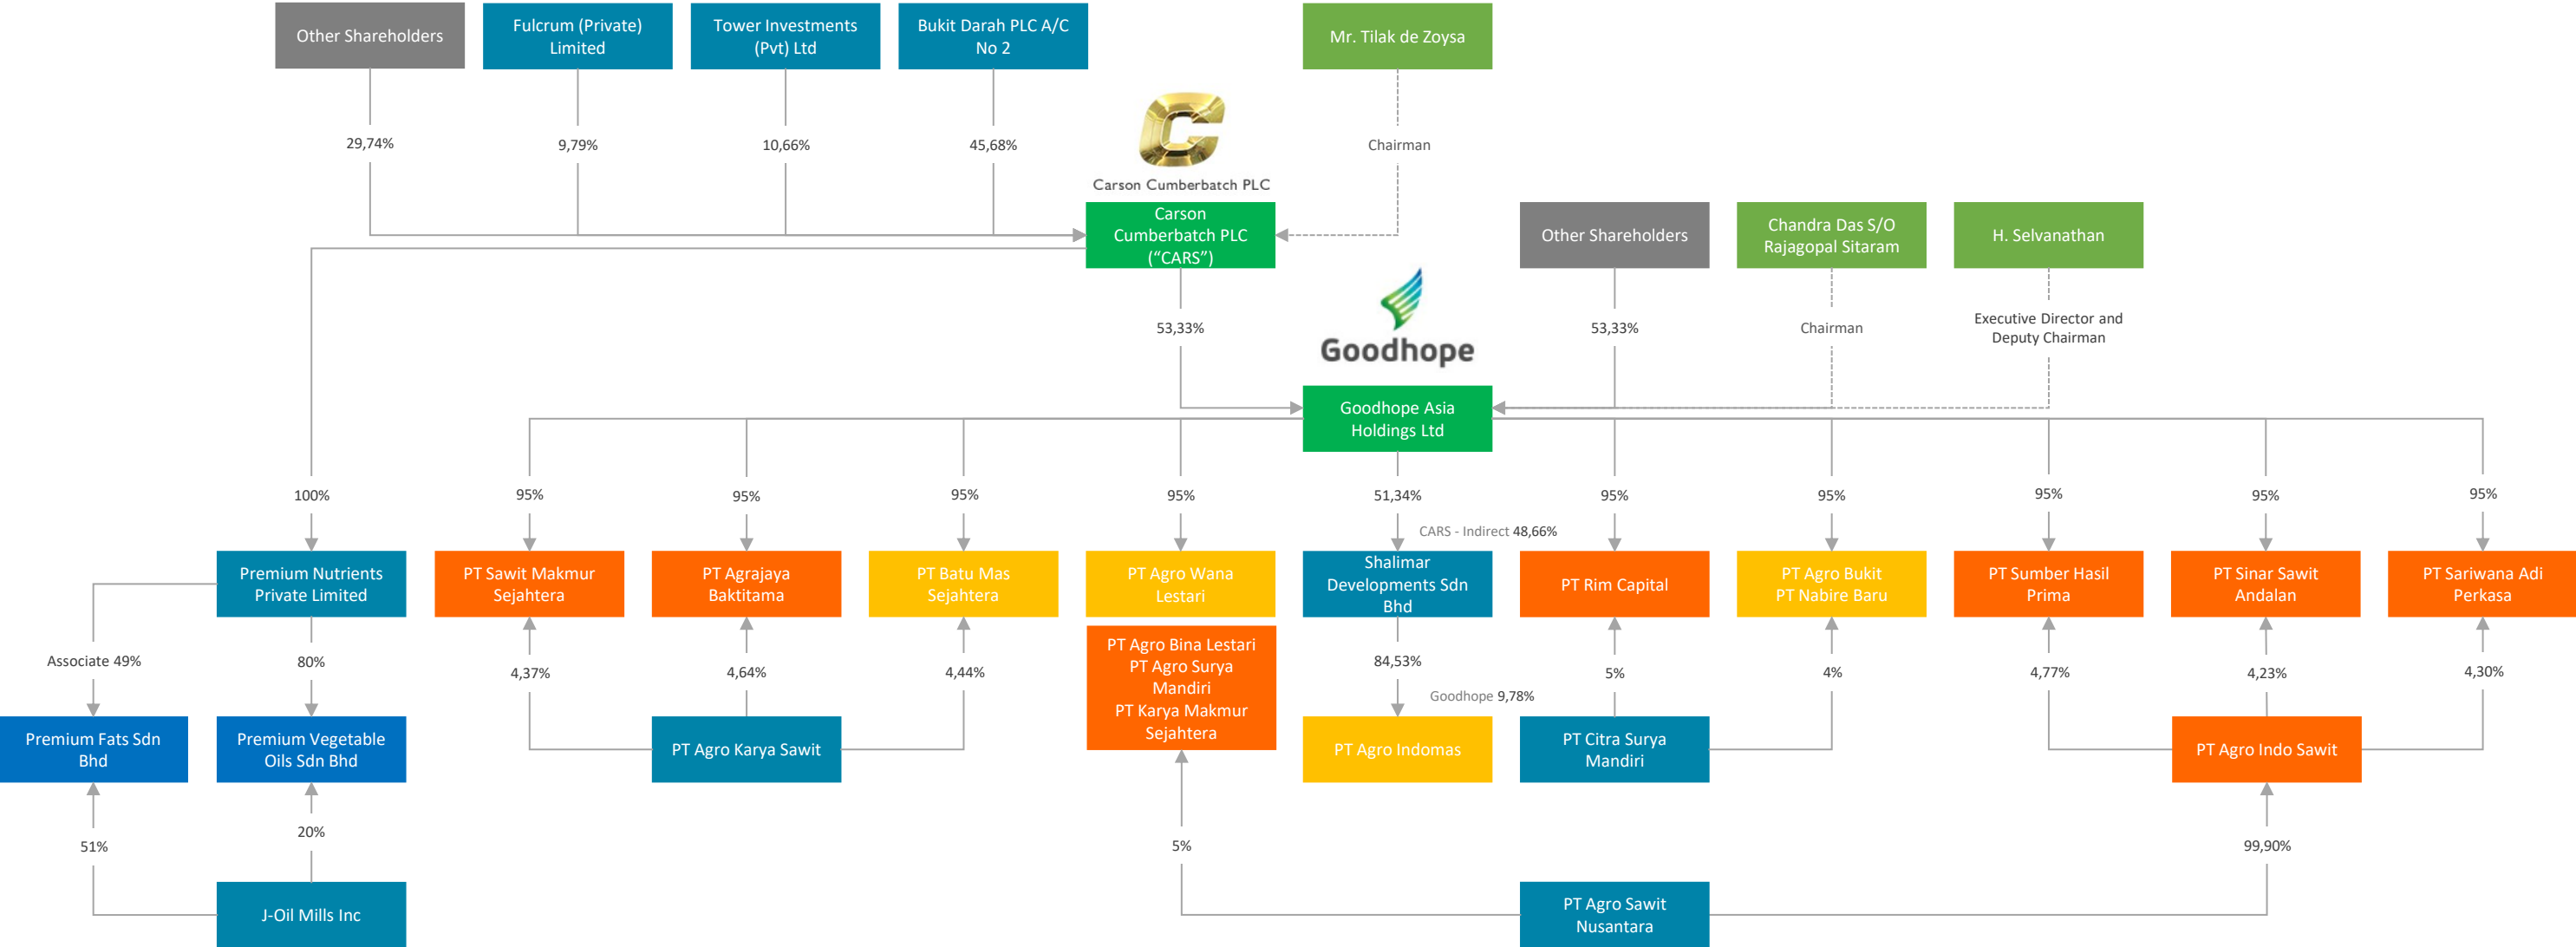 Other Shareholders
Fulcrum (Private)
Limited
Tower Investments
(Pvt) Ltd
Bukit Darah PLC A/C
No 2
Mr. Tilak de Zoysa
29,74%
9,79%
10,66%
45,68%
Chairman
Carson Cumberbatch PLC
Carson
Cumberbatch PLC
(“CARS”)
Other Shareholders
Chandra Das S/O
Rajagopal Sitaram
H. Selvanathan
53,33%
Goodhope
53,33%
Chairman
Executive Director and
Deputy Chairman
Goodhope Asia
Holdings Ltd
100%
95%
95%
95%
95%
51,34%
95%
95%
95%
95%
95%
CARS - Indirect 48,66%
Premium Nutrients
Private Limited
PT Sawit Makmur
Sejahtera
PT Agrajaya
Baktitama
PT Batu Mas
Sejahtera
PT Agro Wana
Lestari
Shalimar
Developments Sdn
Bhd
PT Rim Capital
PT Agro Bukit
PT Nabire Baru
PT Sumber Hasil
Prima
PT Sinar Sawit
Andalan
PT Sariwana Adi
Perkasa
PT Agro Bina Lestari
PT Agro Surya
Mandiri
PT Karya Makmur
Sejahtera
Associate 49%
80%
4,37%
4,64%
4,44%
84,53%
5%
4%
4,77%
4,23%
4,30%
Goodhope 9,78%
Premium Fats Sdn
Bhd
Premium Vegetable
Oils Sdn Bhd
PT Agro Karya Sawit
PT Agro Indomas
PT Citra Surya
Mandiri
PT Agro Indo Sawit
51%
20%
5%
99,90%
J-Oil Mills Inc
PT Agro Sawit
Nusantara